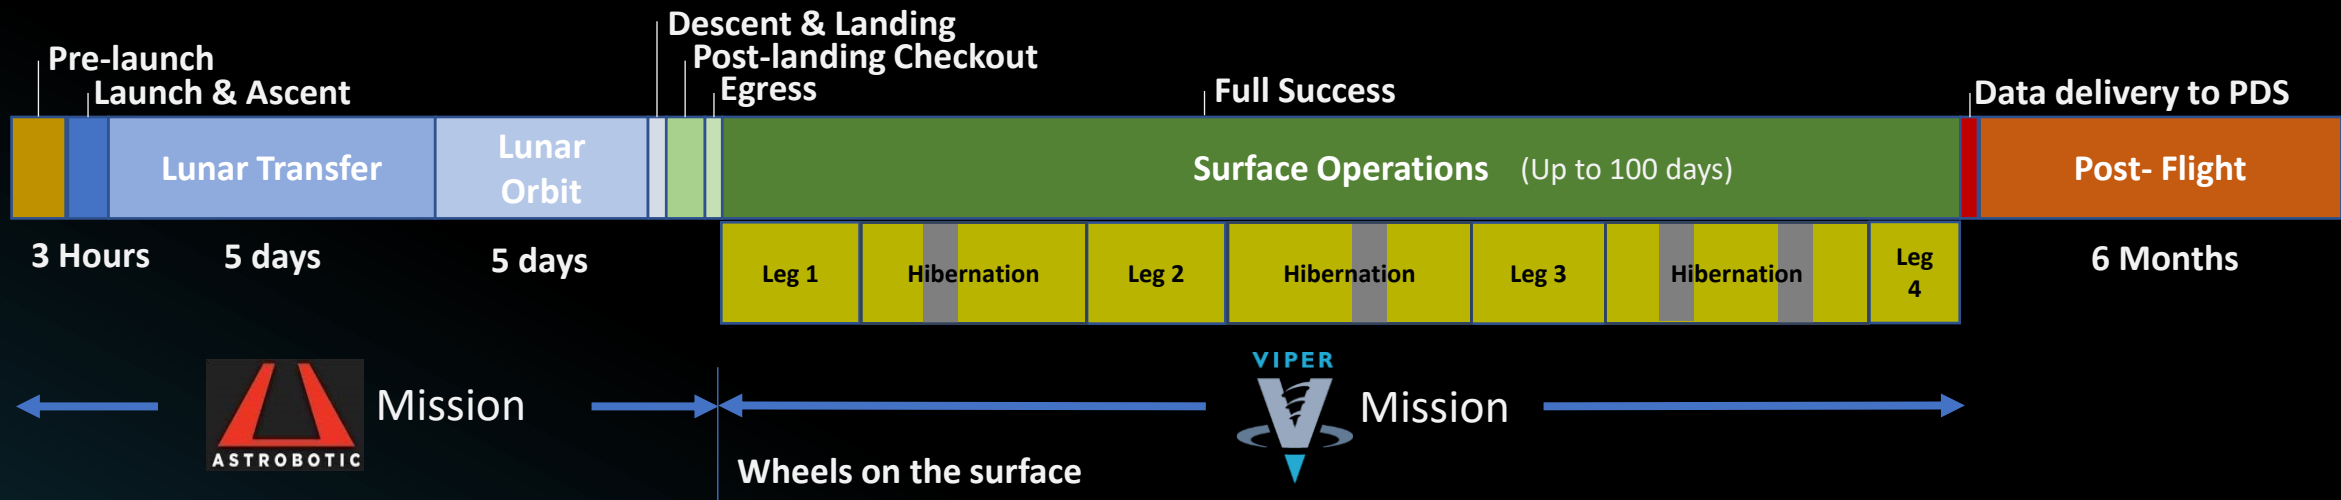 Descent & Landing
Pre-launch
Post-landing Checkout
Launch & Ascent
Egress
Full Success
Data delivery to PDS
Lunar Transfer
Lunar
Orbit
Surface Operations (Up to 100 days)
Post- Flight
3 Hours
5 days
5 days
Leg 1
Hibernation
Leg 2
Hibernation
Leg 3
Hibernation
Leg
4
6 Months
ASTROBOTIC
Mission
VIPER
Mission
Wheels on the surface